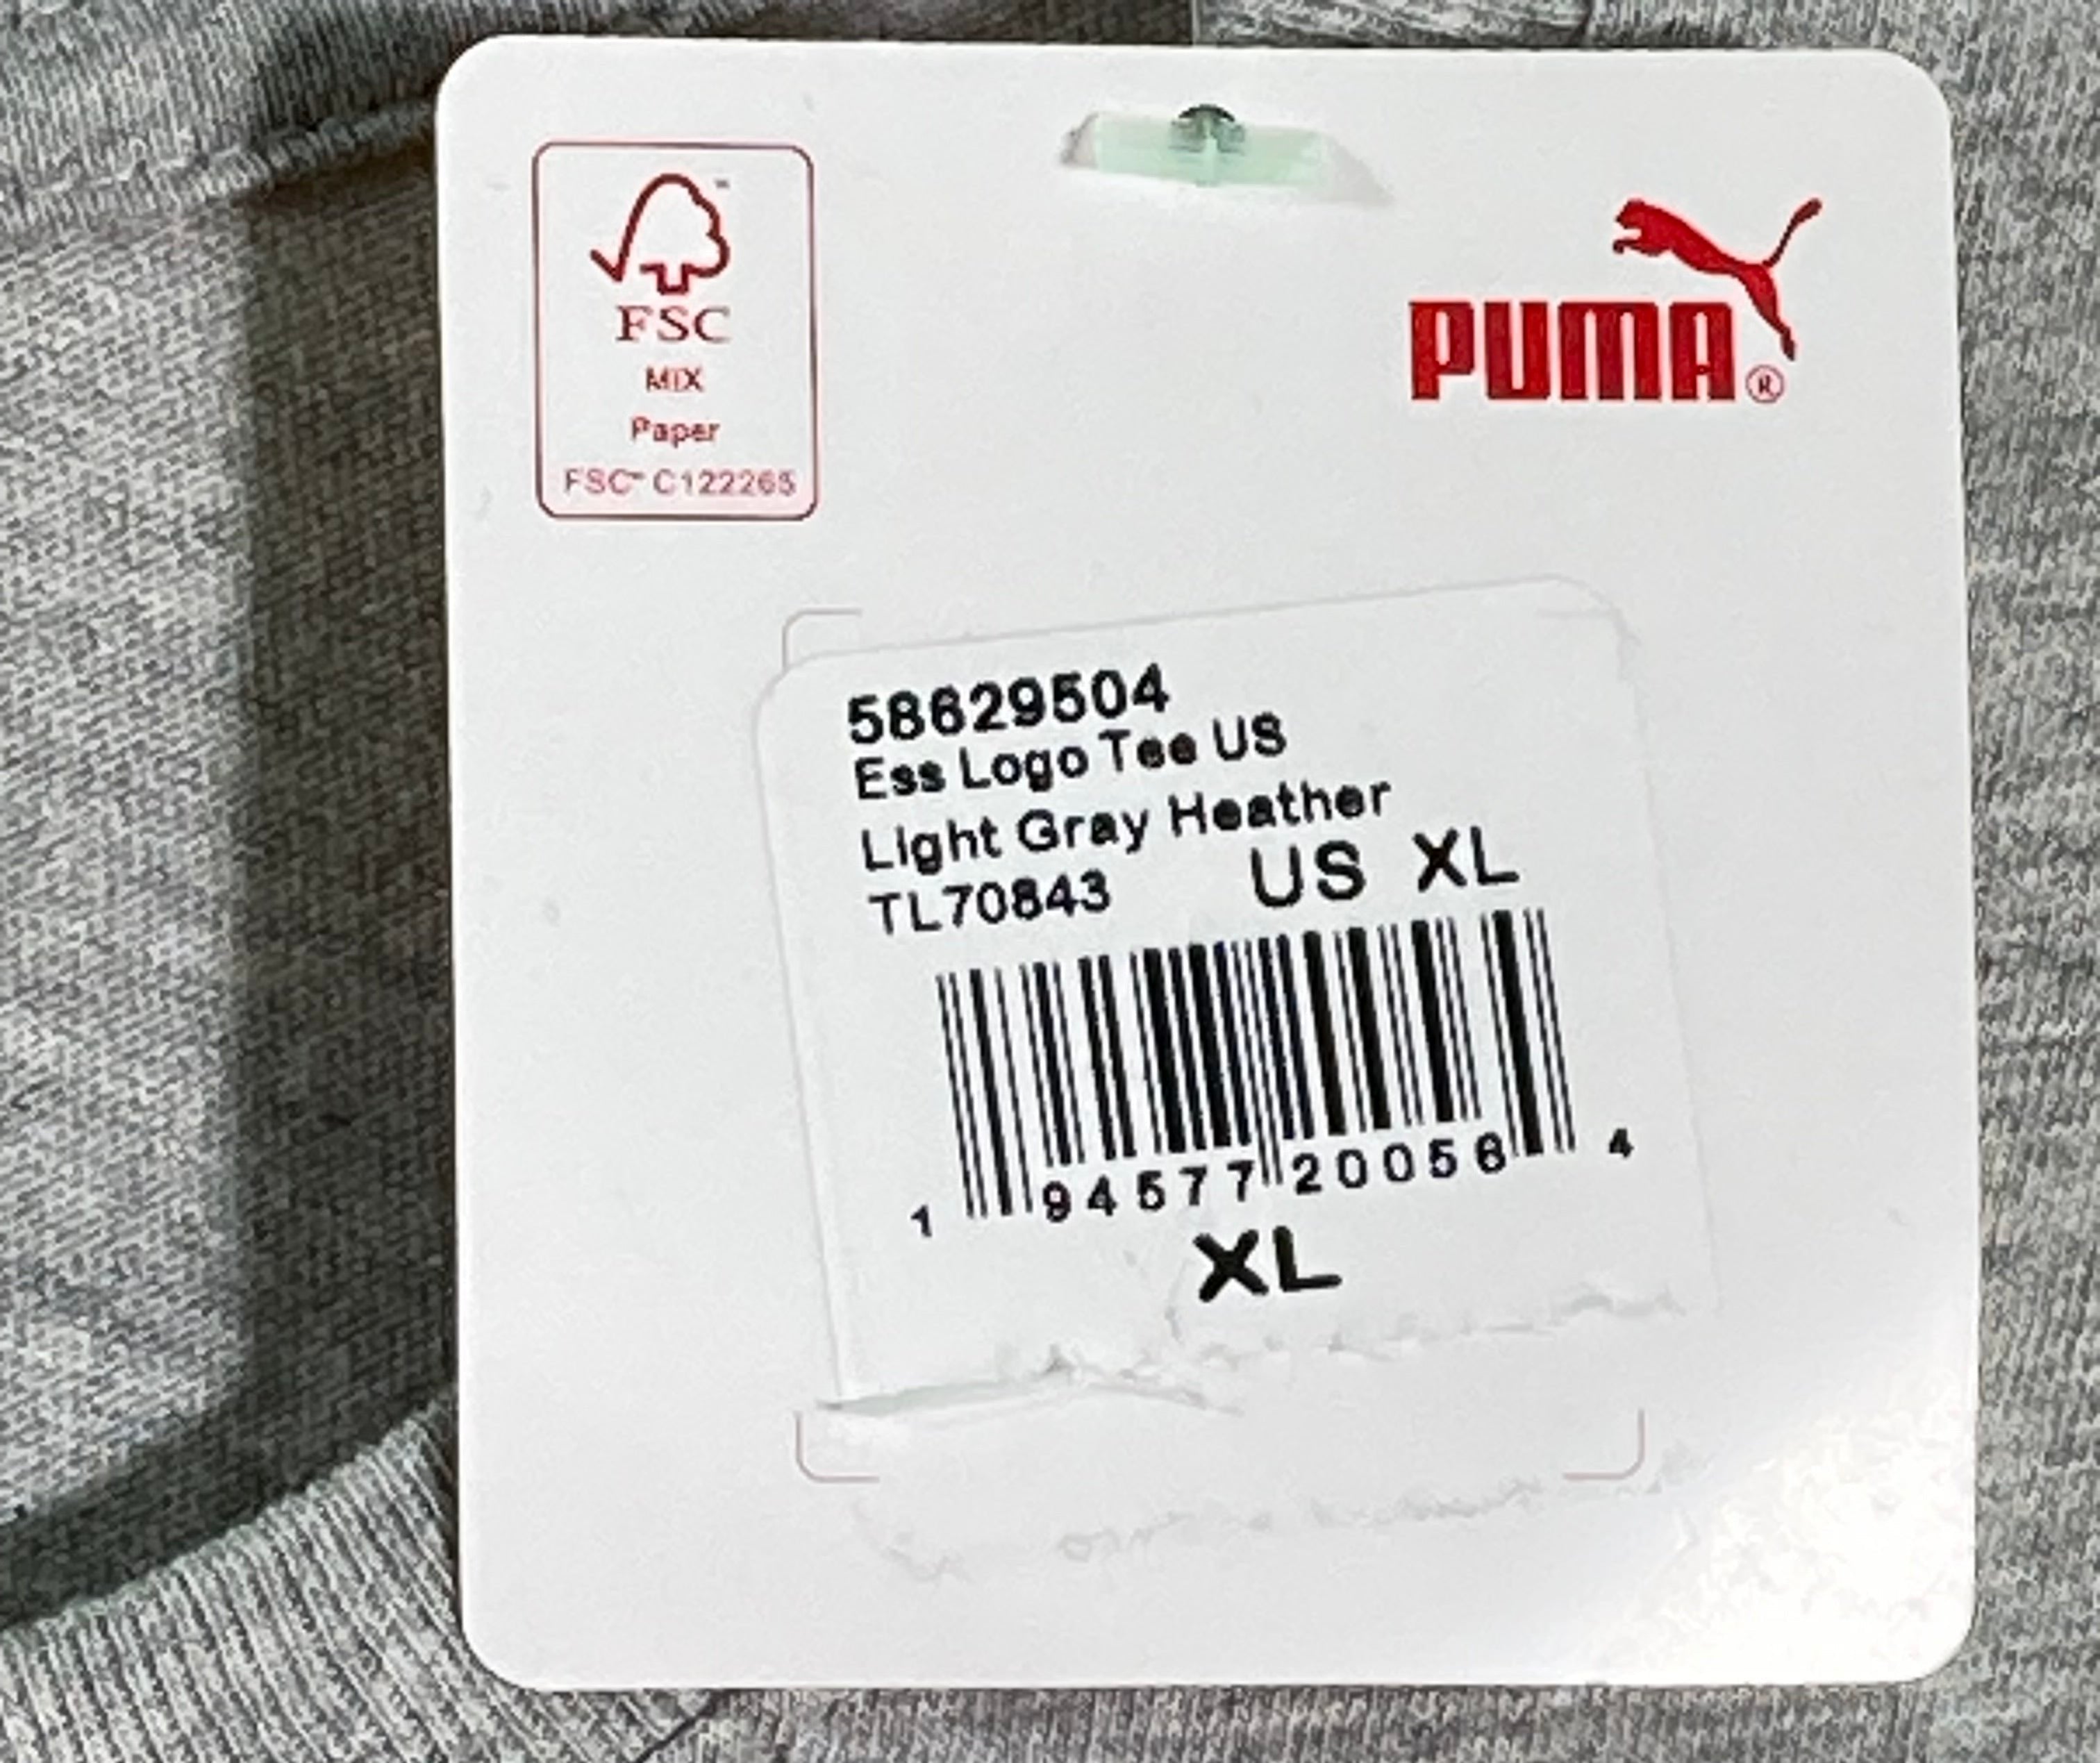 FSC
MIX
Paper
FSC™ C122265
PUMA®
58629504
Ess Logo Tee US
Light Gray Heather
TL70843 US XL
1 94577 20056 4
XL